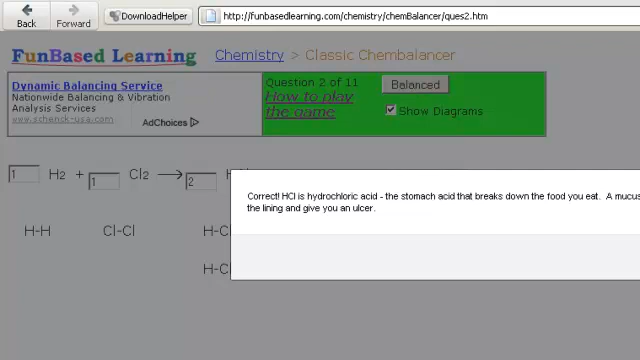 Back
Forward
DownloadHelper
http://funbasedlearning.com/chemistry/chemBalancer/ques2.htm
FunBased Learning
Chemistry > Classic Chembalancer
Dynamic Balancing Service
Nationwide Balancing & Vibration
Analysis Services
www.schenck-usa.com
AdChoices
Question 2 of 11
How to play
the game
Balanced
Show Diagrams
1 H2 + 1 Cl2 → 2
Correct! HCl is hydrochloric acid - the stomach acid that breaks down the food you eat. A mucus
the lining and give you an ulcer.
H-H Cl-Cl H-C
H-Cl